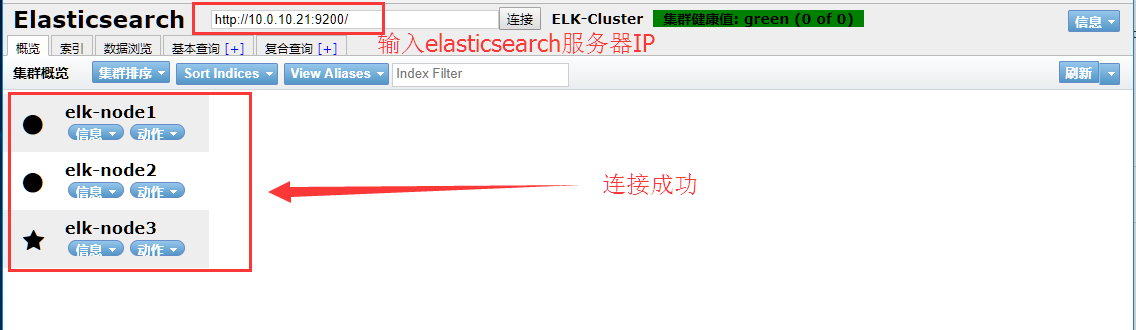 Elasticsearch http://10.0.10.21:9200/ 连接 ELK-Cluster 集群健康值: green (0 of 0) 信息
概览 索引 数据浏览 基本查询 [+] 复合查询 [+] 输入elasticsearch服务器IP
集群概览 集群排序 Sort Indices View Aliases Index Filter 刷新
elk-node1
信息 动作
elk-node2
信息 动作
连接成功
elk-node3
信息 动作